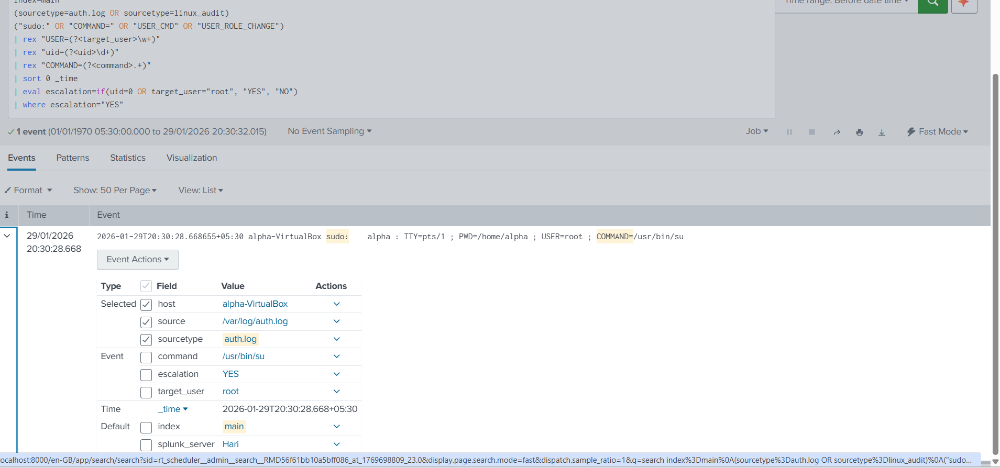 index=main
Time range: Before date time
(sourcetype=auth.log OR sourcetype=linux_audit)
("sudo:" OR "COMMAND=" OR "USER_CMD" OR "USER_ROLE_CHANGE")
| rex "USER=(?<target_user>\w+)"
| rex "uid=(?<uid>\d+)"
| rex "COMMAND=(?<command>.+)"
| sort 0 _time
| eval escalation=if(uid=0 OR target_user="root", "YES", "NO")
| where escalation="YES"
1 event (01/01/1970 05:30:00.000 to 29/01/2026 20:30:32.015) No Event Sampling Job Fast Mode
Events Patterns Statistics Visualization
Format Show: 50 Per Page View: List
i Time Event
29/01/2026 20:30:28.668
2026-01-29T20:30:28.668655+05:30 alpha-VirtualBox sudo: alpha : TTY=pts/1 ; PWD=/home/alpha ; USER=root ; COMMAND=/usr/bin/su
Event Actions
Type Field Value Actions
Selected host alpha-VirtualBox
source /var/log/auth.log
sourcetype auth.log
Event command /usr/bin/su
escalation YES
target_user root
Time _time 2026-01-29T20:30:28.668+05:30
Default index main
splunk_server Hari
ocalhost:8000/en-GB/app/search/search?sid=rt_scheduler__admin__search__RMD56f61bb10a5bff086_at_1769698809_23.0&display.page.search.mode=fast&dispatch.sample_ratio=1&q=search index%3Dmain%0A(sourcetype%3Dauth.log OR sourcetype%3Dlinux_audit)%0A("sudo...